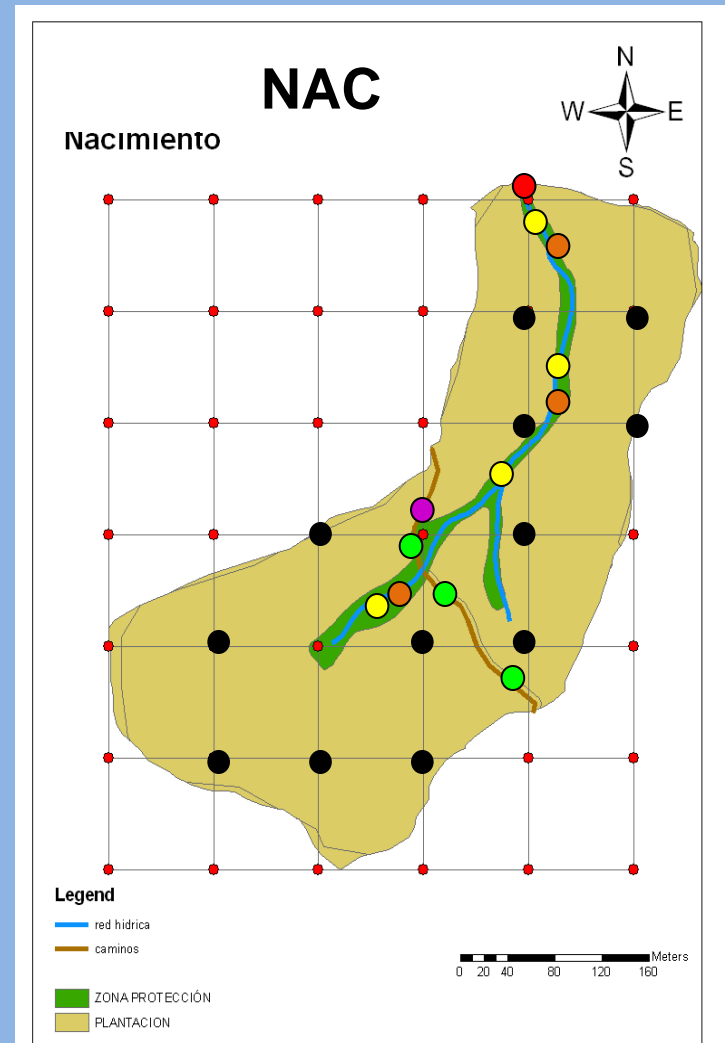 N
NAC
W E
Nacimiento
S
Legend
red hidrica
caminos
Meters
0 20 40 80 120 160
ZONA PROTECCIÓN
PLANTACION